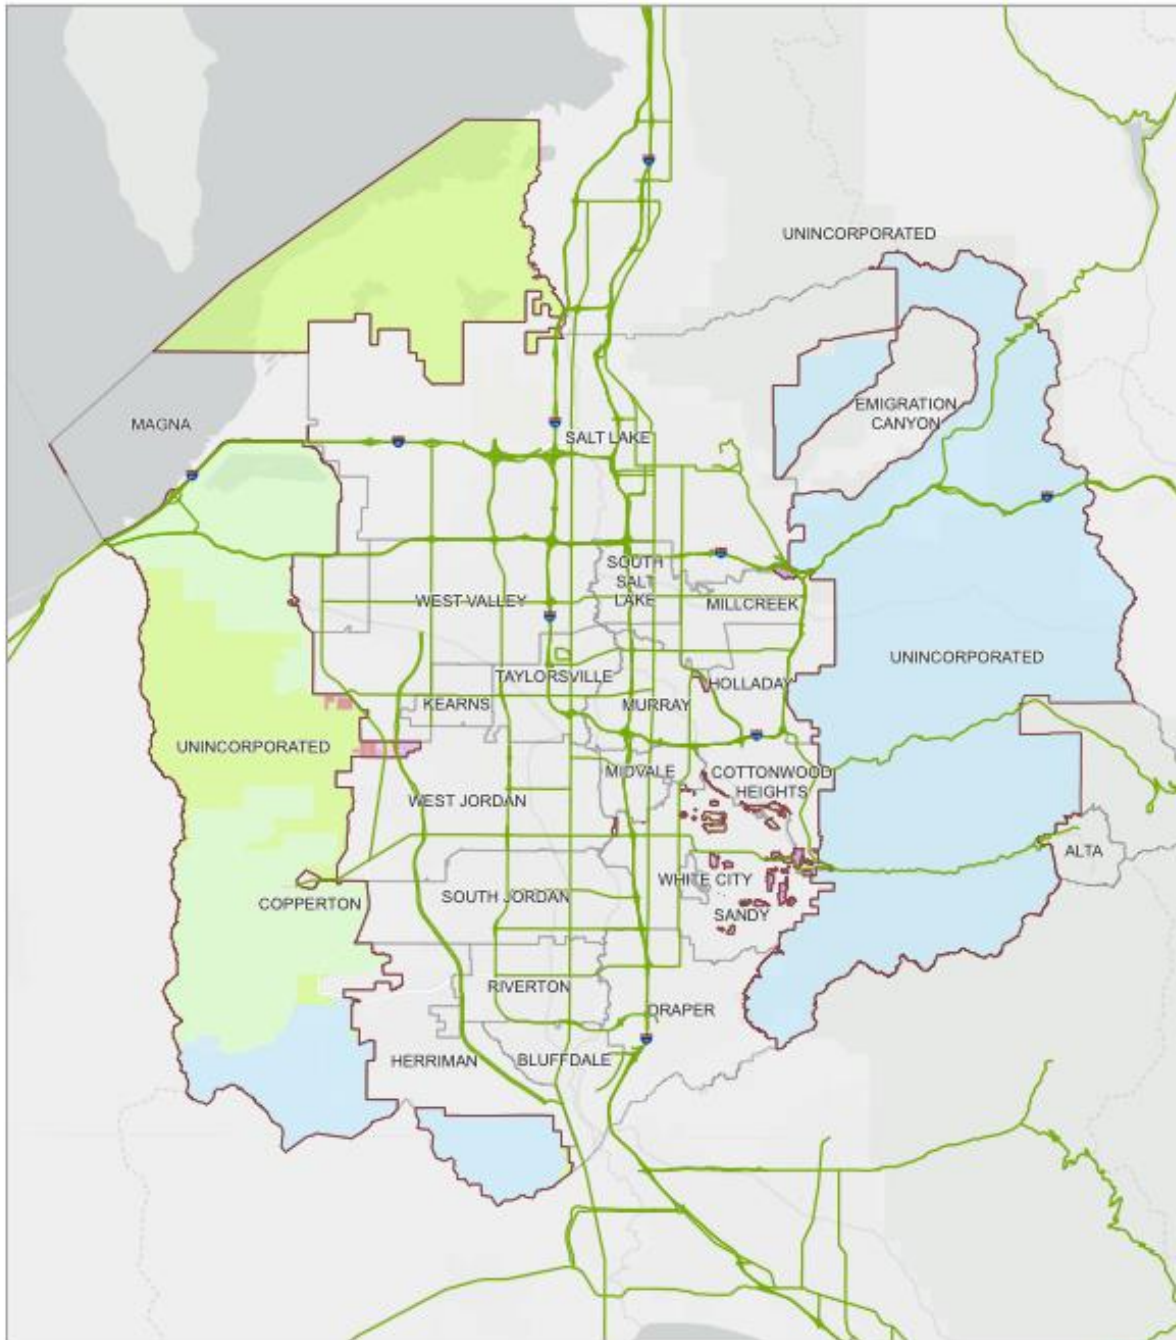 UNINCORPORATED
EMIGRATION
CANYON
MAGNA
SALT LAKE
SOUTH
SALT
LAKE
WEST VALLEY
MILLCREEK
UNINCORPORATED
TAYLORSVILLE
HOLLADAY
KEARNS
MURRAY
UNINCORPORATED
MIDVALE
COTTONWOOD
HEIGHTS
WEST JORDAN
ALTA
WHITE CITY
COPPERTON
SOUTH JORDAN
SANDY
RIVERTON
DRAPER
HERRIMAN
BLUFFDALE